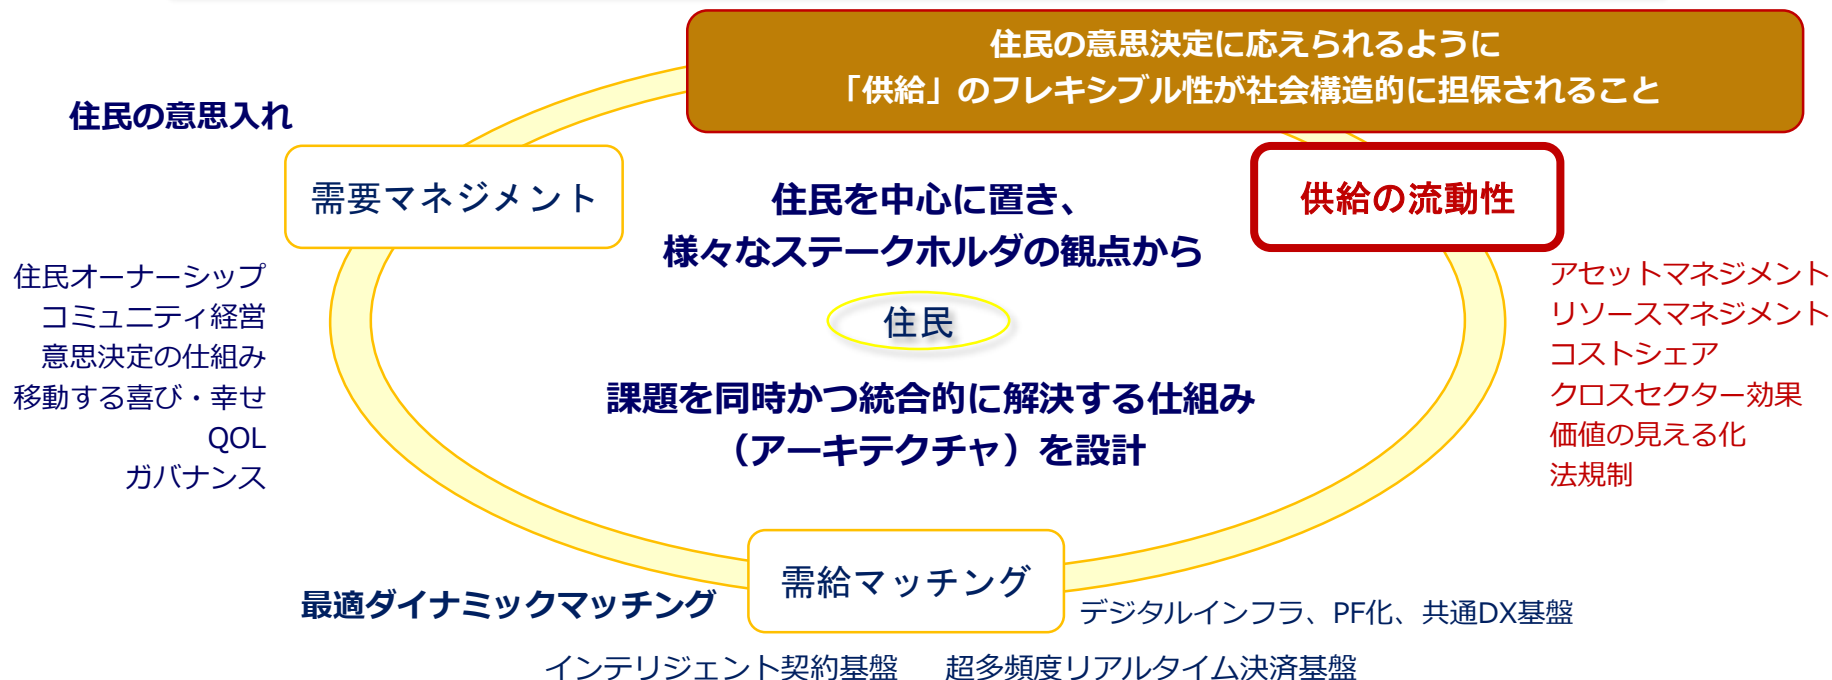 住民の意思決定に応えられるように
「供給」のフレキシブル性が社会構造的に担保されること
住民の意思入れ
需要マネジメント
住民を中心に置き、
様々なステークホルダの観点から
供給の流動性
住民オーナーシップ
コミュニティ経営
意思決定の仕組み
移動する喜び・幸せ
QOL
ガバナンス
住民
課題を同時かつ統合的に解決する仕組み
（アーキテクチャ）を設計
アセットマネジメント
リソースマネジメント
コストシェア
クロスセクター効果
価値の見える化
法規制
最適ダイナミックマッチング
需給マッチング
デジタルインフラ、PF化、共通DX基盤
インテリジェント契約基盤
超多頻度リアルタイム決済基盤